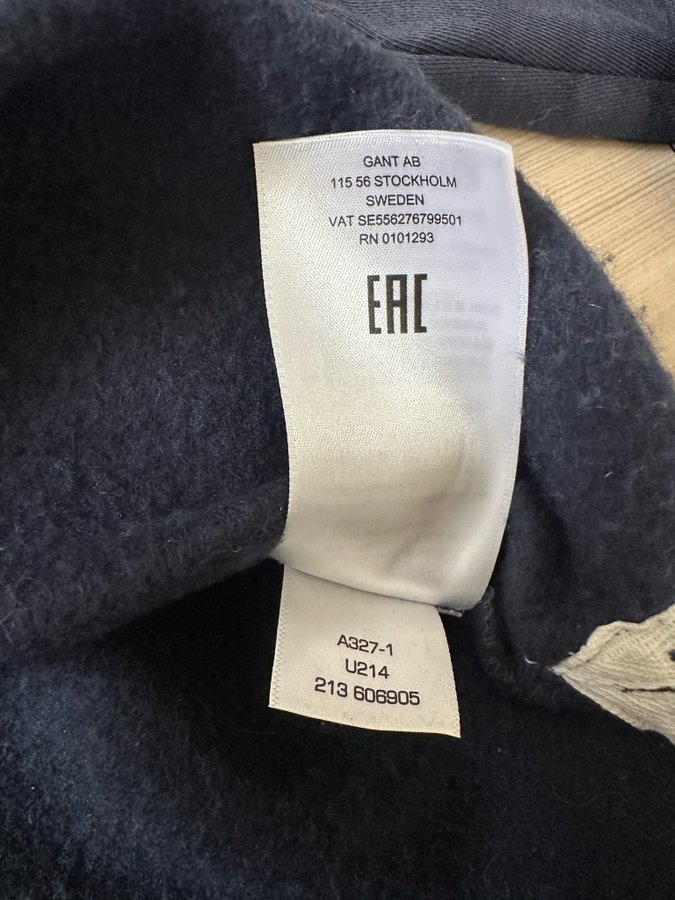 GANT AB
115 56 STOCKHOLM
SWEDEN
VAT SE556276799501
RN 0101293
EAC
A327-1
U214
213 606905